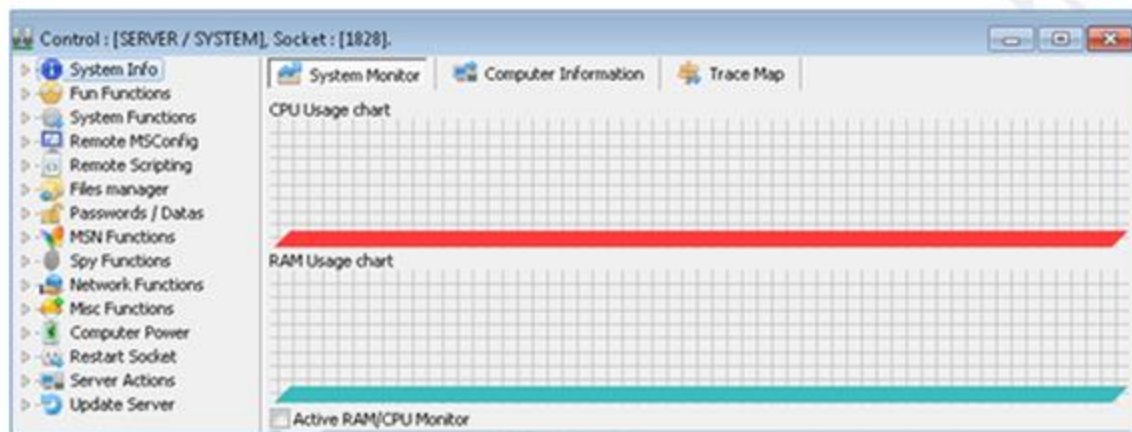 Control : [SERVER / SYSTEM], Socket : [1828].
System Info
Fun Functions
System Functions
Remote MSConfig
Remote Scripting
Files manager
Passwords / Datas
MSN Functions
Spy Functions
Network Functions
Misc Functions
Computer Power
Restart Socket
Server Actions
Update Server
System Monitor Computer Information Trace Map
CPU Usage chart
RAM Usage chart
Active RAM/CPU Monitor